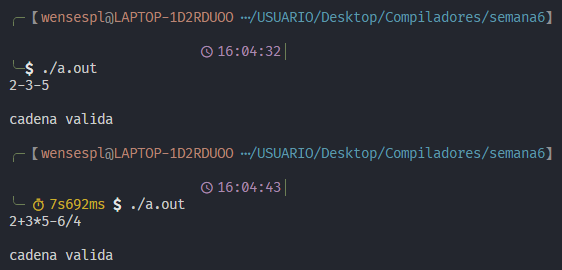 ╭─【wensespl@LAPTOP-1D2RDUOO ⋯/USUARIO/Desktop/Compiladores/semana6】
16:04:32
╰─$ ./a.out
2-3-5
cadena valida
╭─【wensespl@LAPTOP-1D2RDUOO ⋯/USUARIO/Desktop/Compiladores/semana6】
16:04:43
╰─ 7s692ms $ ./a.out
2+3*5-6/4
cadena valida